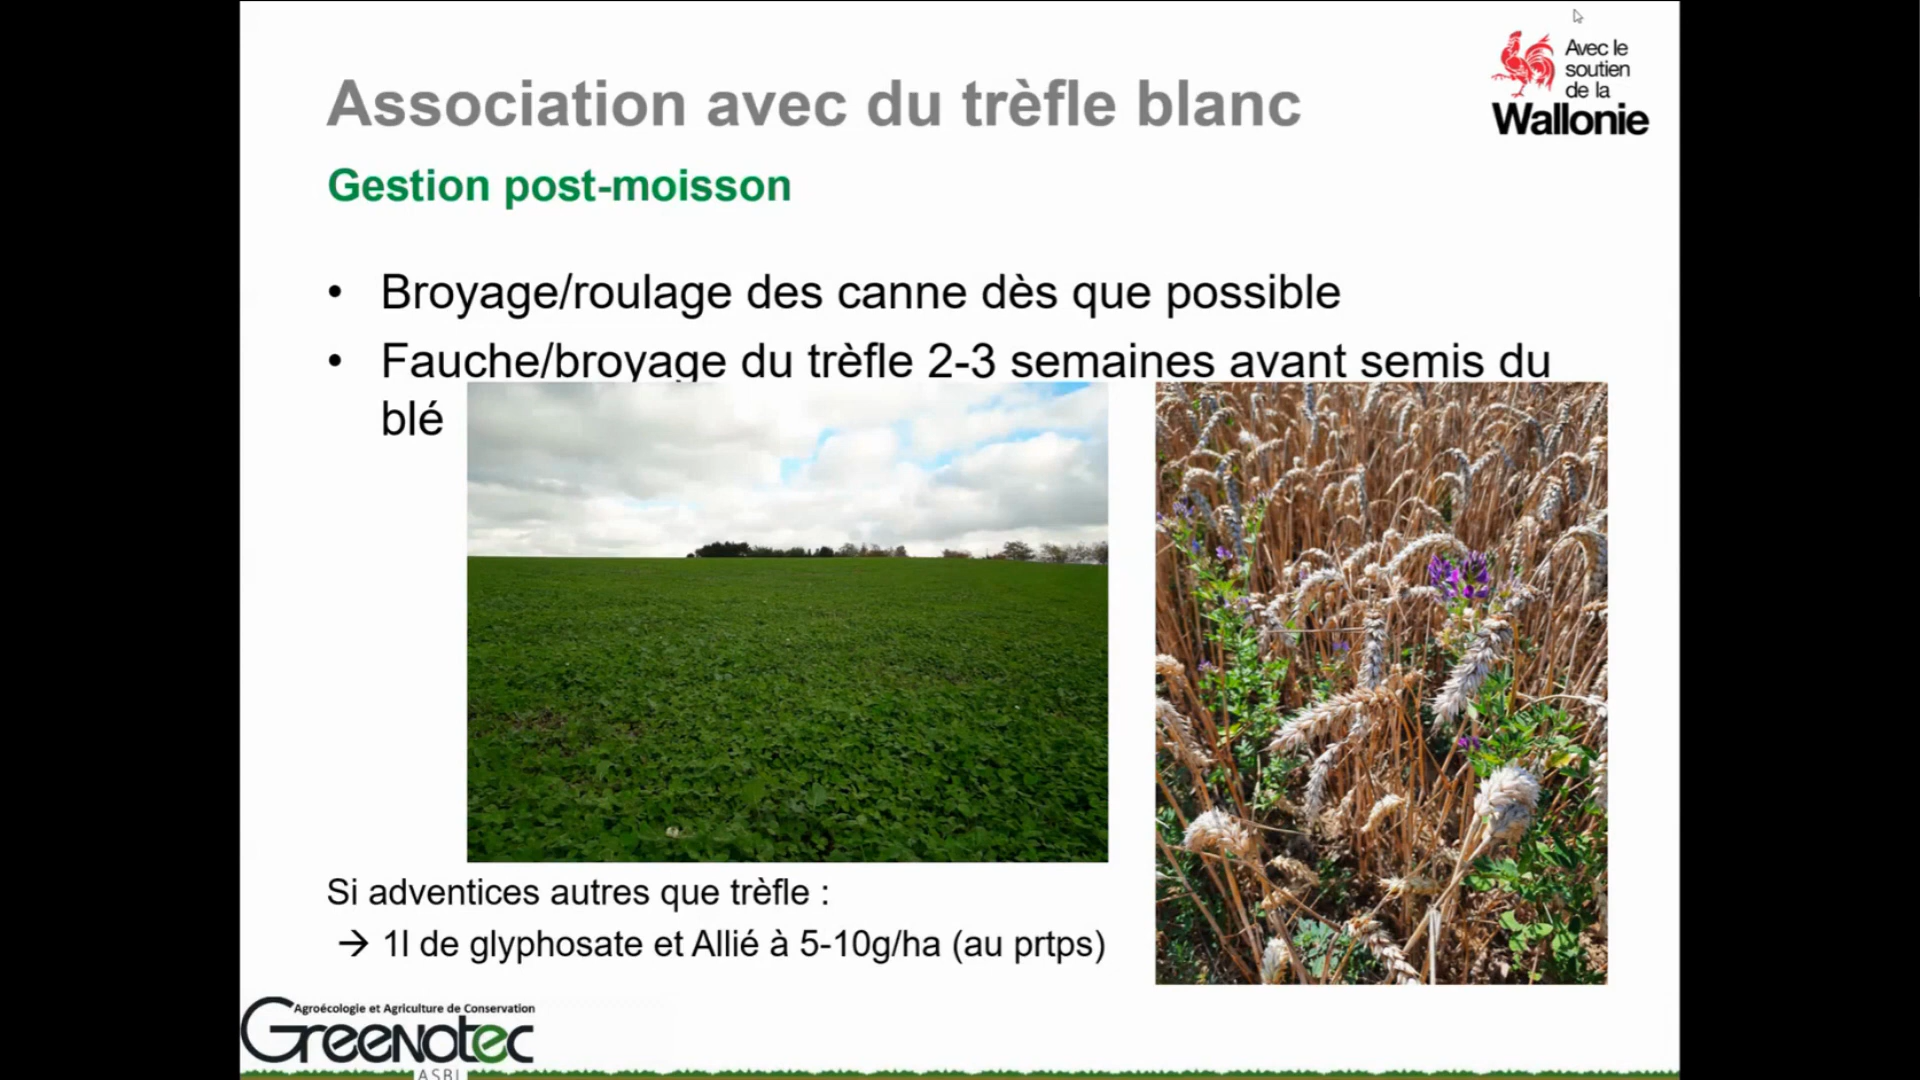 Association avec du trèfle blanc
Avec le
soutien
de la
Wallonie
Gestion post-moisson
• Broyage/roulage des canne dès que possible
• Fauche/broyage du trèfle 2-3 semaines avant semis du
blé
Si adventices autres que trèfle :
→ 1l de glyphosate et Allié à 5-10g/ha (au prtps)
Agroécologie et Agriculture de Conservation
Greenotec
ASBL